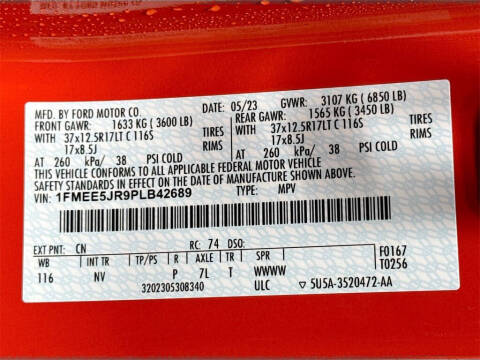 MFD. BY FORD MOTOR CO.
DATE: 05/23 GVWR: 3107 KG (6850 LB)
FRONT GAWR: 1633 KG (3600 LB) REAR GAWR: 1565 KG (3450 LB)
WITH 37x12.5R17LT C 116S TIRES WITH 37x12.5R17LT C 116S TIRES
17x8.5J RIMS 17x8.5J RIMS
AT 260 kPa/ 38 PSI COLD AT 260 kPa/ 38 PSI COLD
THIS VEHICLE CONFORMS TO ALL APPLICABLE FEDERAL MOTOR VEHICLE
SAFETY STANDARDS IN EFFECT ON THE DATE OF MANUFACTURE SHOWN ABOVE.
VIN: 1FMEE5JR9PLB42689 TYPE: MPV
EXT PNT: CN RC: 74 DSO: F0167
WB INT TR TP/PS R AXLE TR SPR T0256
116 NV P 7L T WWWW
3202305308340 ULC ▽ 5U5A-3520472-AA